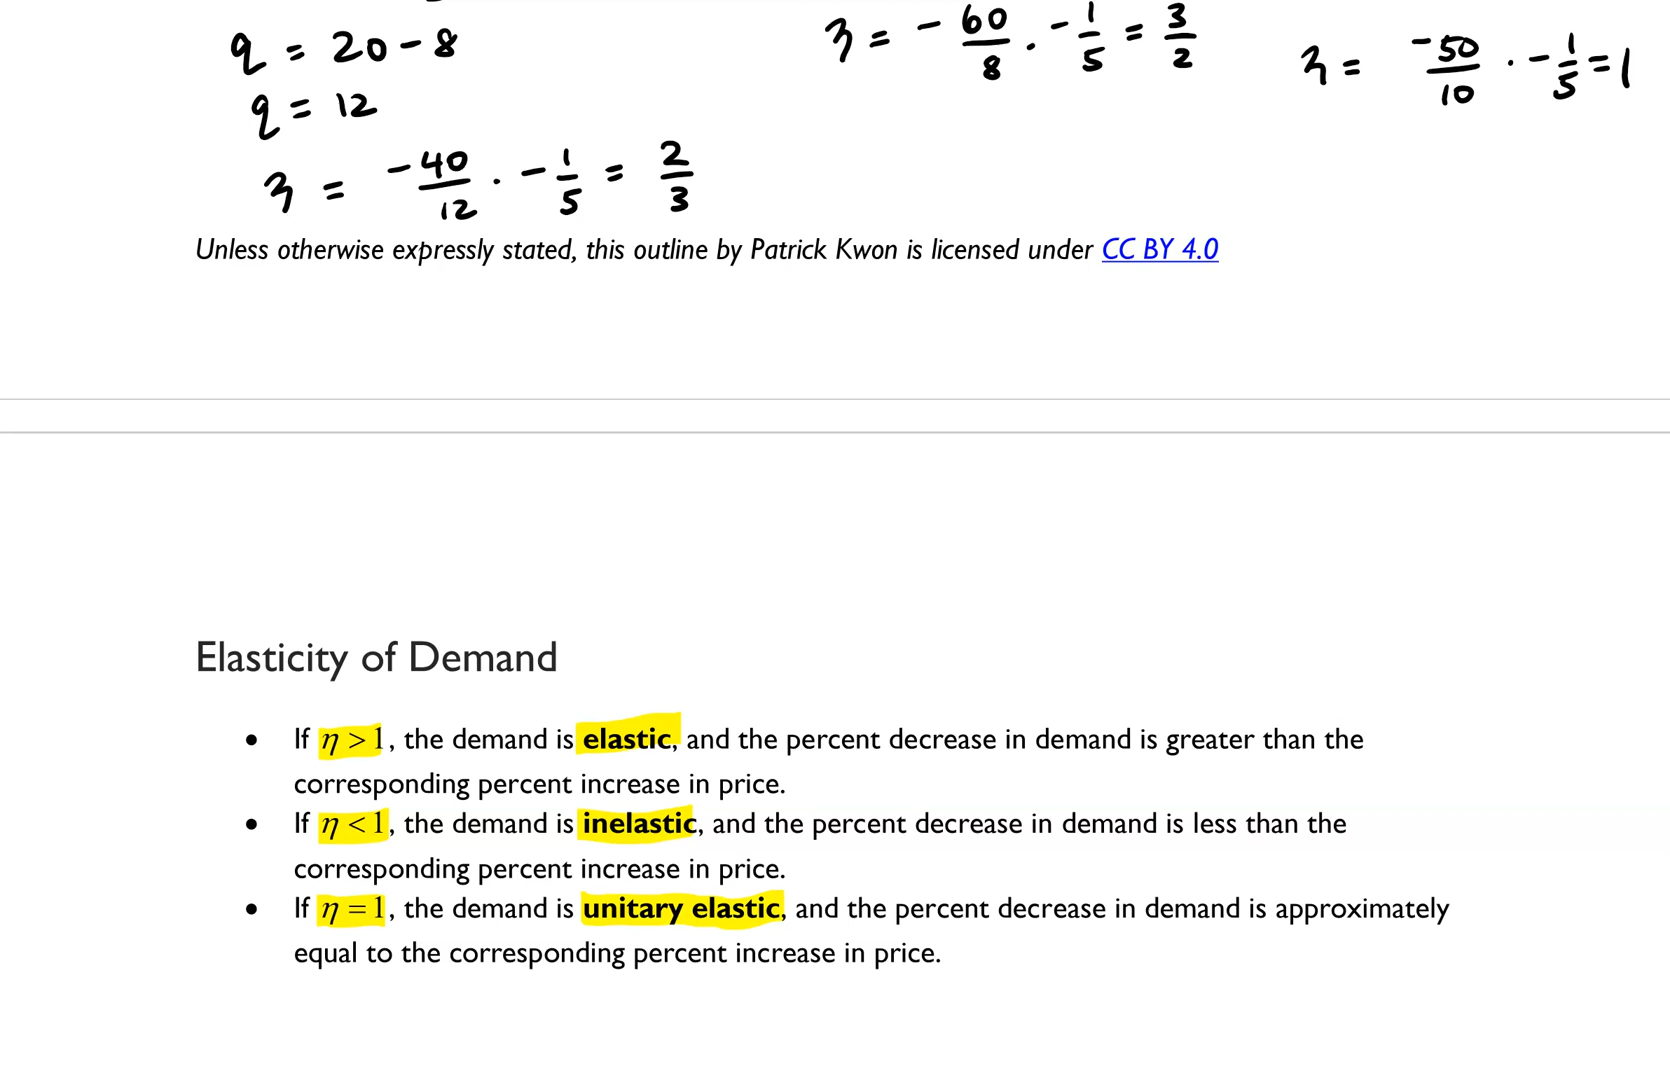 q = 20 - 8
q = 12
η = -40/12 · -1/5 = 2/3
η = -60/8 · -1/5 = 3/2
η = -50/10 · -1/5 = 1
Unless otherwise expressly stated, this outline by Patrick Kwon is licensed under CC BY 4.0
Elasticity of Demand
• If η > 1, the demand is elastic, and the percent decrease in demand is greater than the
corresponding percent increase in price.
• If η < 1, the demand is inelastic, and the percent decrease in demand is less than the
corresponding percent increase in price.
• If η = 1, the demand is unitary elastic, and the percent decrease in demand is approximately
equal to the corresponding percent increase in price.